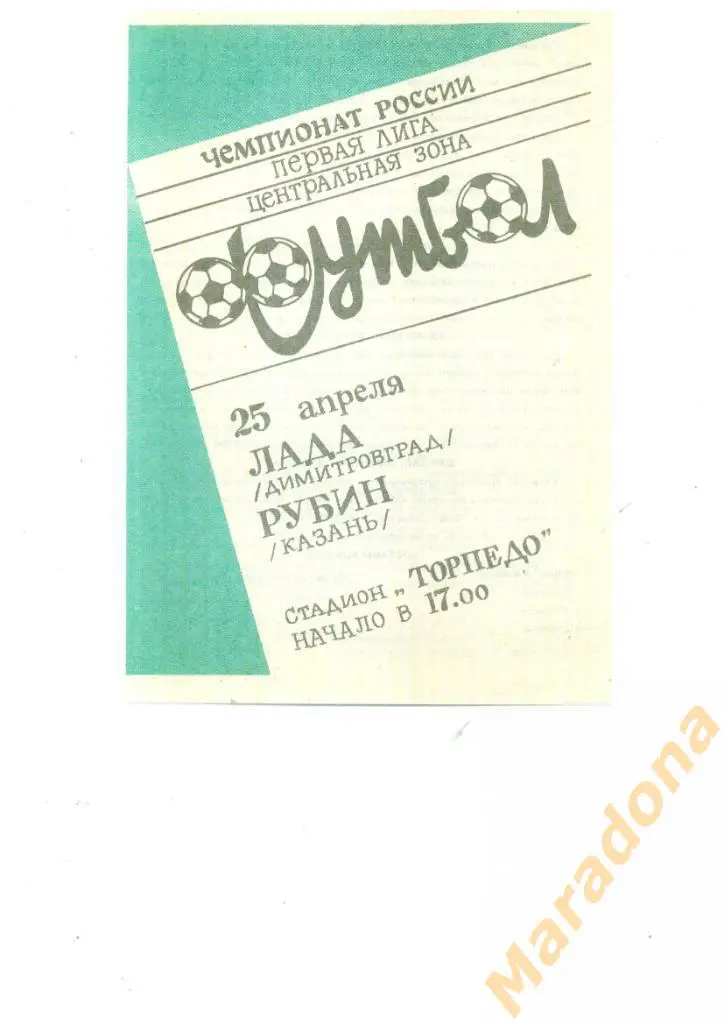 ЧЕМПИОНАТ РОССИИ
ПЕРВАЯ ЛИГА
ЦЕНТРАЛЬНАЯ ЗОНА
ФУТБОЛ
25 апреля
ЛАДА
/ДИМИТРОВГРАД/
РУБИН
/КАЗАНЬ/
СТАДИОН „ТОРПЕДО"
НАЧАЛО В 17.00
Maradona